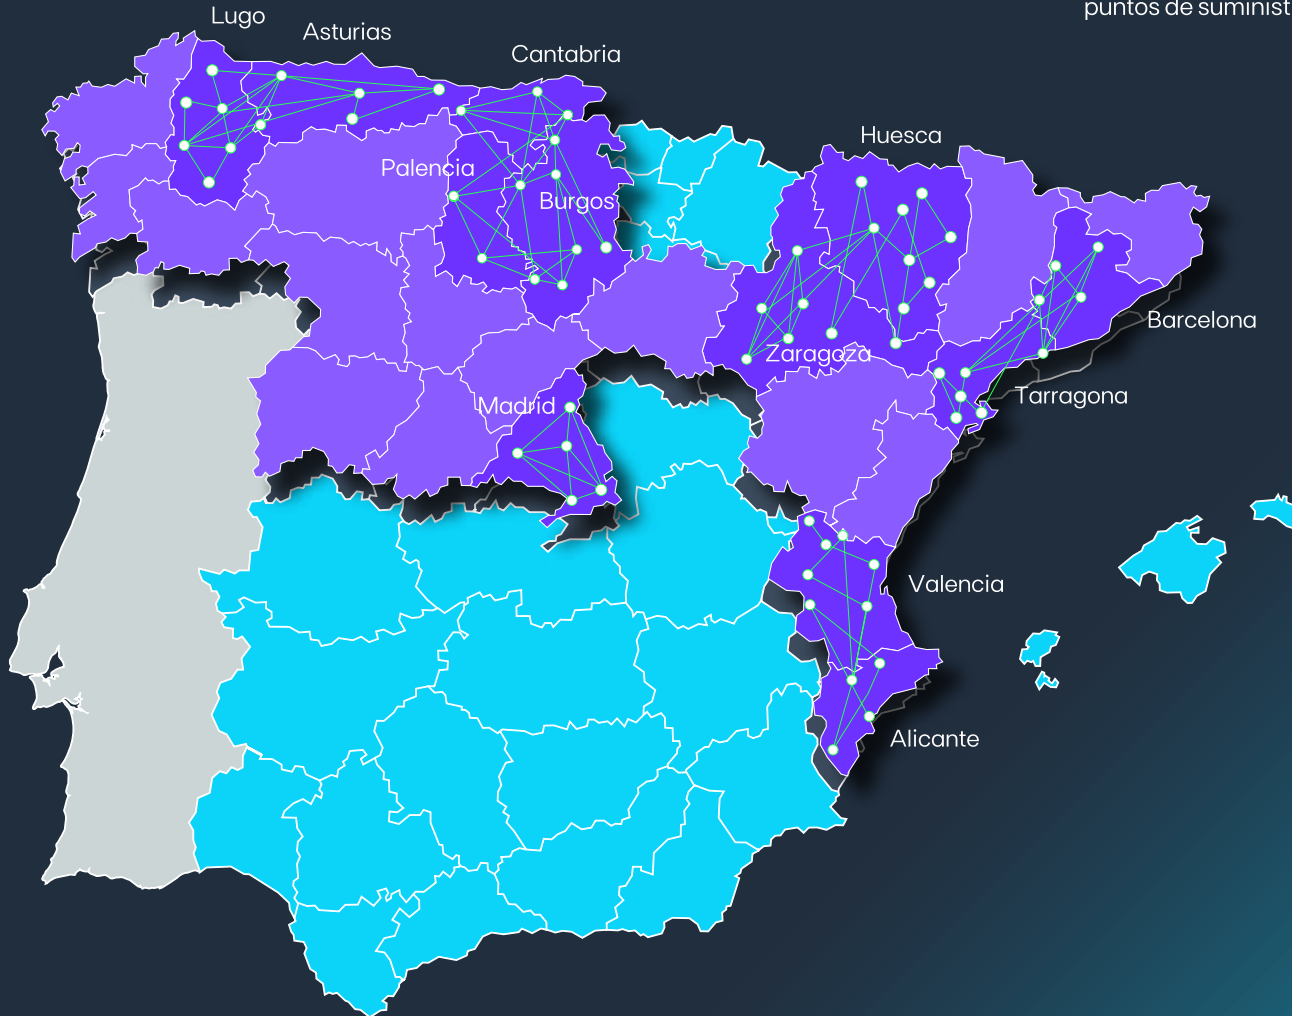 puntos de suminist
Lugo
Asturias
Cantabria
Huesca
Palencia
Burgos
Barcelona
Zaragoza
Tarragona
Madrid
Valencia
Alicante